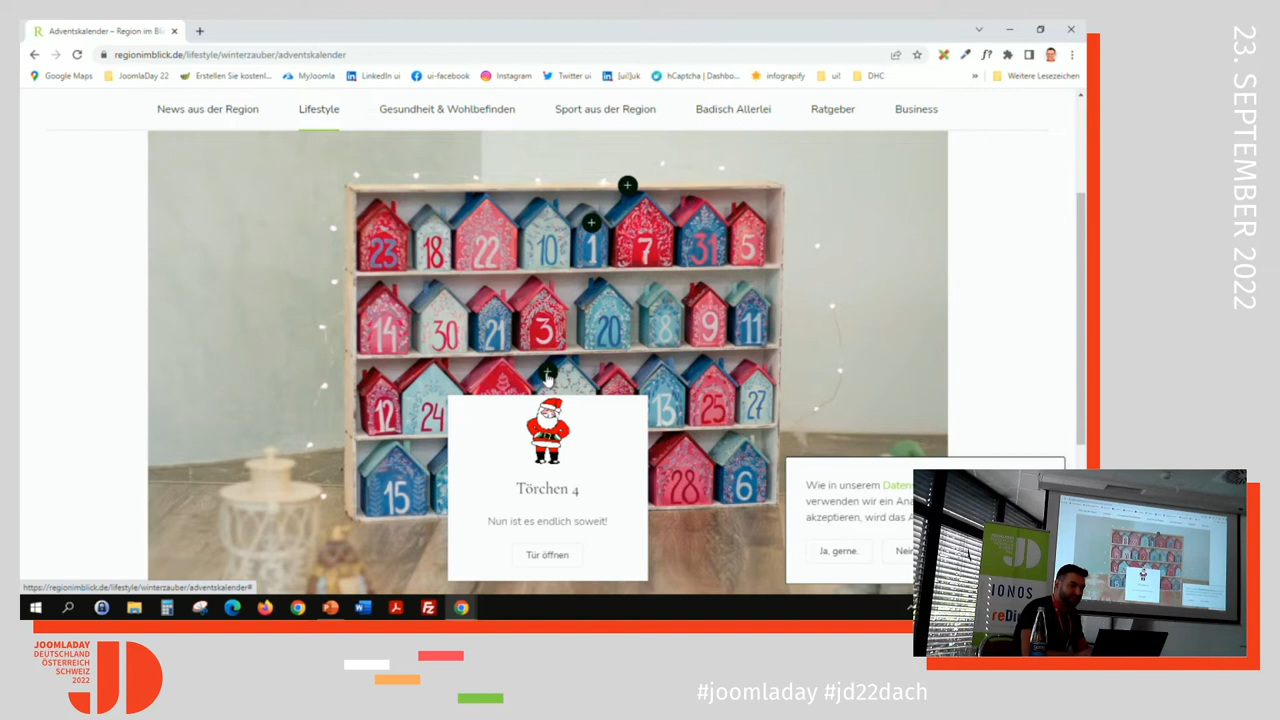 Adventskalender – Region im Bli
regionimblick.de/lifestyle/winterzauber/adventskalender
Google Maps JoomlaDay 22 Erstellen Sie kostenl... MyJoomla LinkedIn ui ui-facebook Instagram Twitter ui [ui]uk hCaptcha | Dashbo... infograpify ui! DHC » Weitere Lesezeichen
News aus der Region Lifestyle Gesundheit & Wohlbefinden Sport aus der Region Badisch Allerlei Ratgeber Business
23 18 22 10 1 7 31 5
14 30 21 3 20 8 9 11
12 24 13 25 27
15 28 6
Törchen 4
Nun ist es endlich soweit!
Tür öffnen
Wie in unserem Datens
verwenden wir ein Ana
akzeptieren, wird das A
Ja, gerne. Nein
https://regionimblick.de/lifestyle/winterzauber/adventskalender#
23. SEPTEMBER 2022
IONOS
reDi
JOOMLADAY
DEUTSCHLAND
ÖSTERREICH
SCHWEIZ
2022
#joomladay #jd22dach